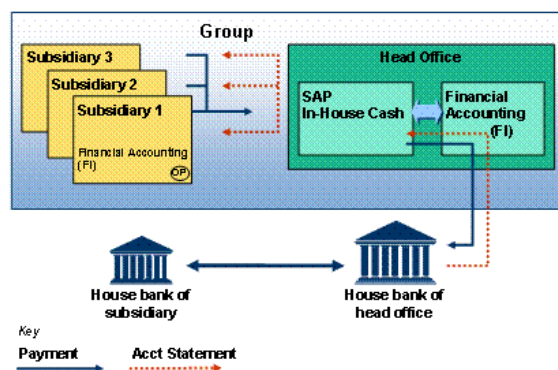 Group
Subsidiary 3
Subsidiary 2
Subsidiary 1
Financial Accounting
(FI)
OP
Head Office
SAP
In-House Cash
Financial
Accounting
(FI)
House bank of
subsidiary
House bank of
head office
Key
Payment
Acct Statement